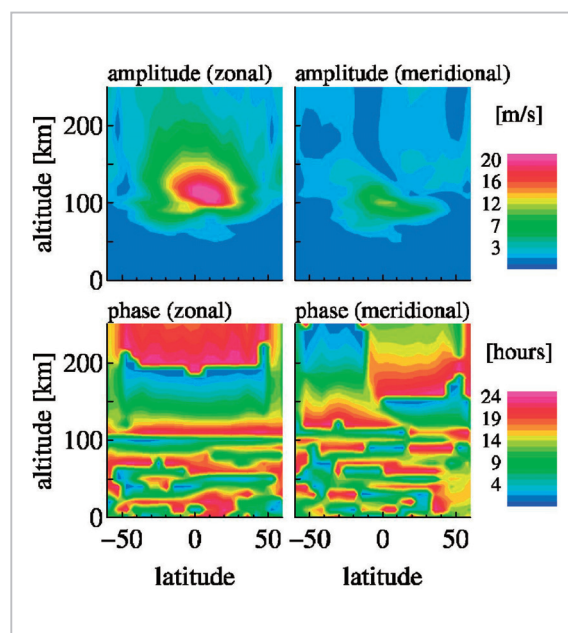 amplitude (zonal)
amplitude (meridional)
altitude [km]
200
100
0
[m/s]
20
16
12
7
3
phase (zonal)
phase (meridional)
altitude [km]
200
100
0
[hours]
24
19
14
9
4
−50
0
50
−50
0
50
latitude
latitude